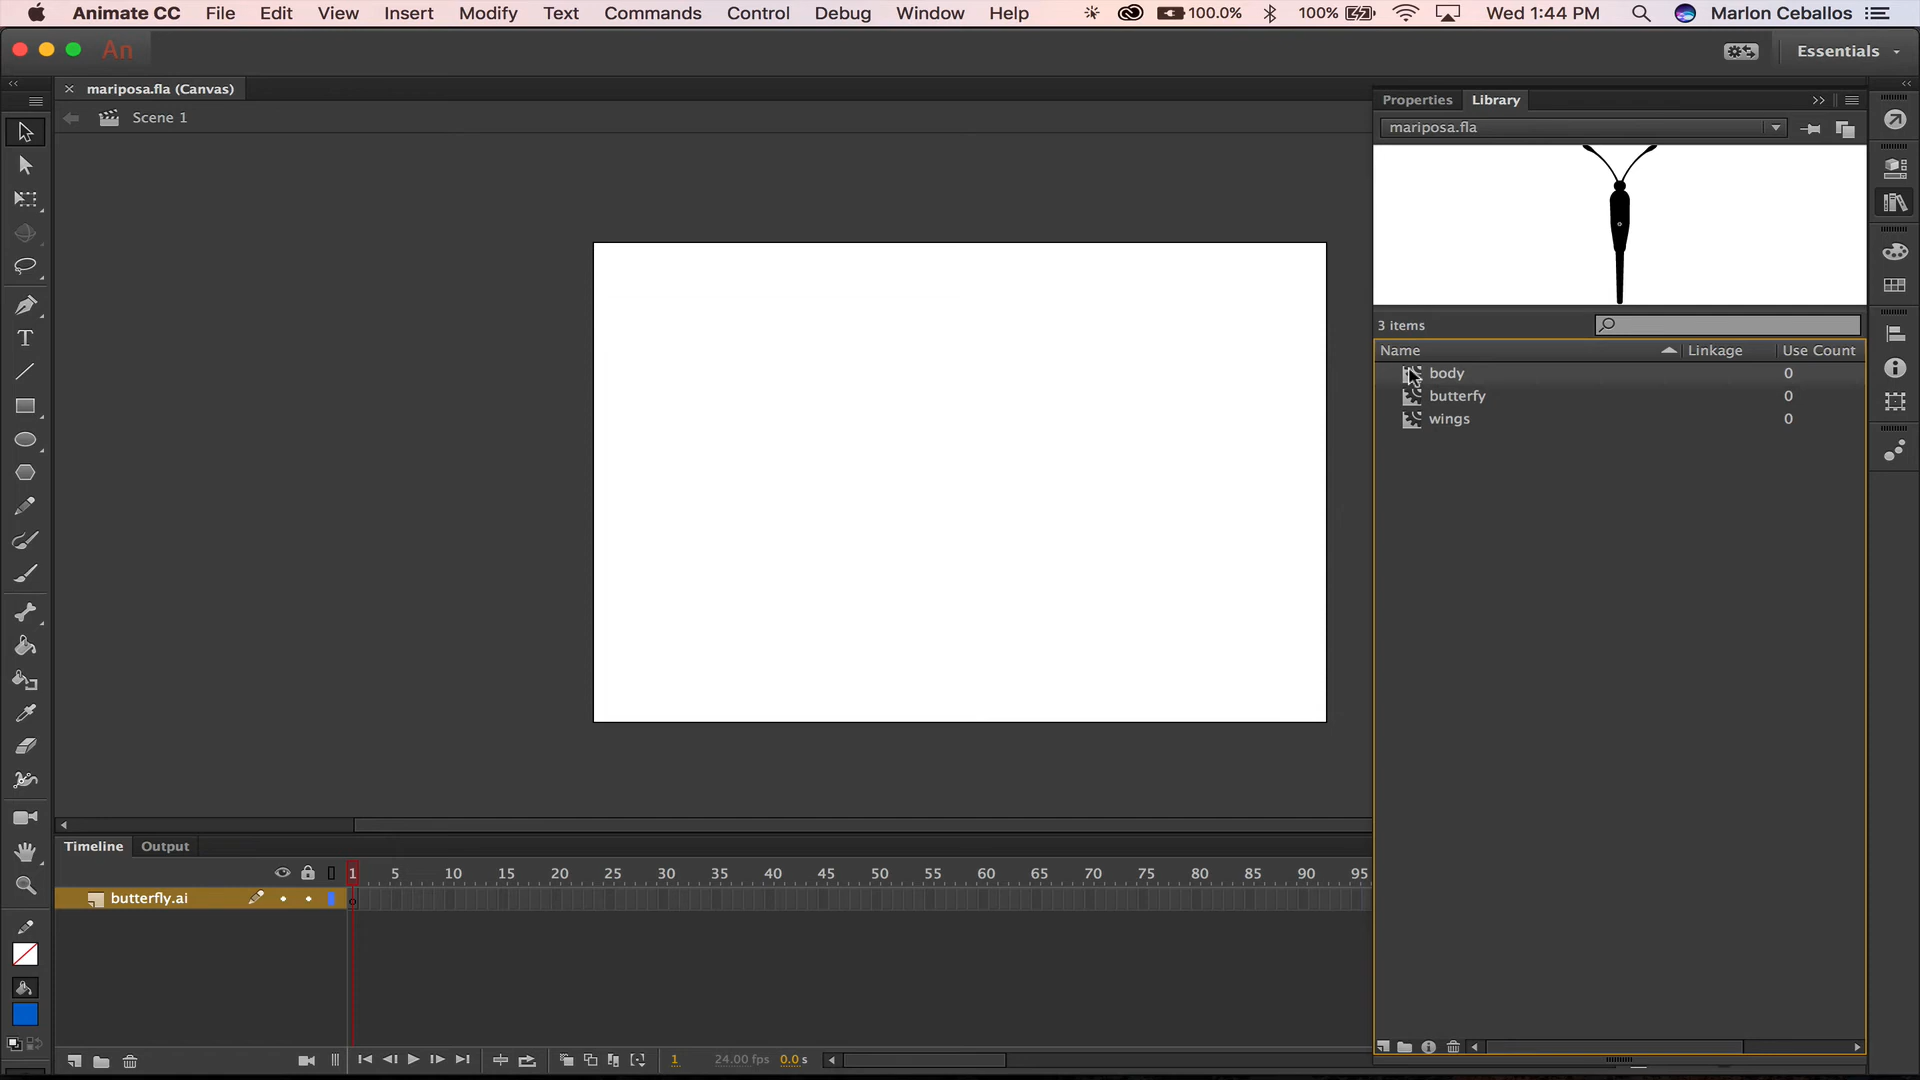 Animate CC File Edit View Insert Modify Text Commands Control Debug Window Help 100.0% 100% Wed 1:44 PM Marlon Ceballos
An Essentials
mariposa.fla (Canvas)
Scene 1
Properties Library
mariposa.fla
3 items
Name Linkage Use Count
body 0
butterfy 0
wings 0
T
Timeline Output
1 5 10 15 20 25 30 35 40 45 50 55 60 65 70 75 80 85 90 95
butterfly.ai
1 24.00 fps 0.0 s